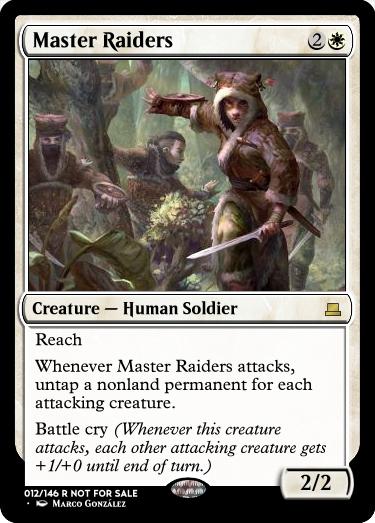 Master Raiders 2
Creature — Human Soldier
Reach
Whenever Master Raiders attacks,
untap a nonland permanent for each
attacking creature.
Battle cry (Whenever this creature
attacks, each other attacking creature gets
+1/+0 until end of turn.)
2/2
012/146 R NOT FOR SALE
· Marco González